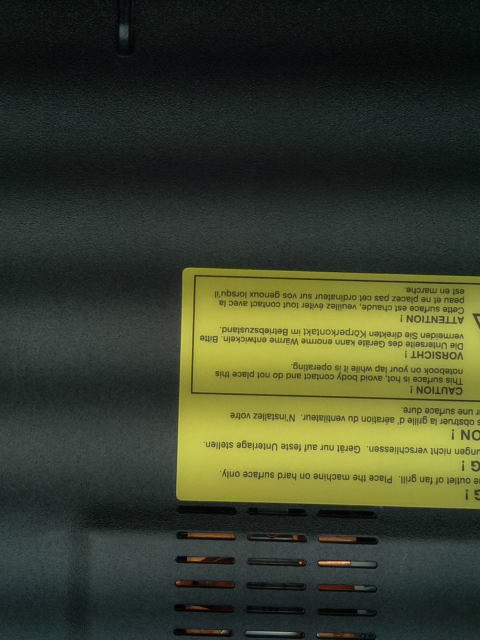 G !
ne outlet of fan of grill. Place the machine on hard surface only.
G !
ungen nicht verschliessen. Gerät nur auf feste Unterlage stellen.
ON !
s obstruer la grille d' aération du ventilateur. N'installez votre
r une surface dure.
CAUTION !
This surface is hot, avoid body contact and do not place this
notebook on your lap while it is operating.
VORSICHT !
Die Unterseite des Geräts kann enorme Wärme entwickeln. Bitte
vermeiden Sie direkten Körperkontakt im Betriebszustand.
ATTENTION !
Cette surface est chaude, veuillez éviter tout contact avec la
peau et ne placez pas cet ordinateur sur vos genoux lorsqu'il
est en marche.